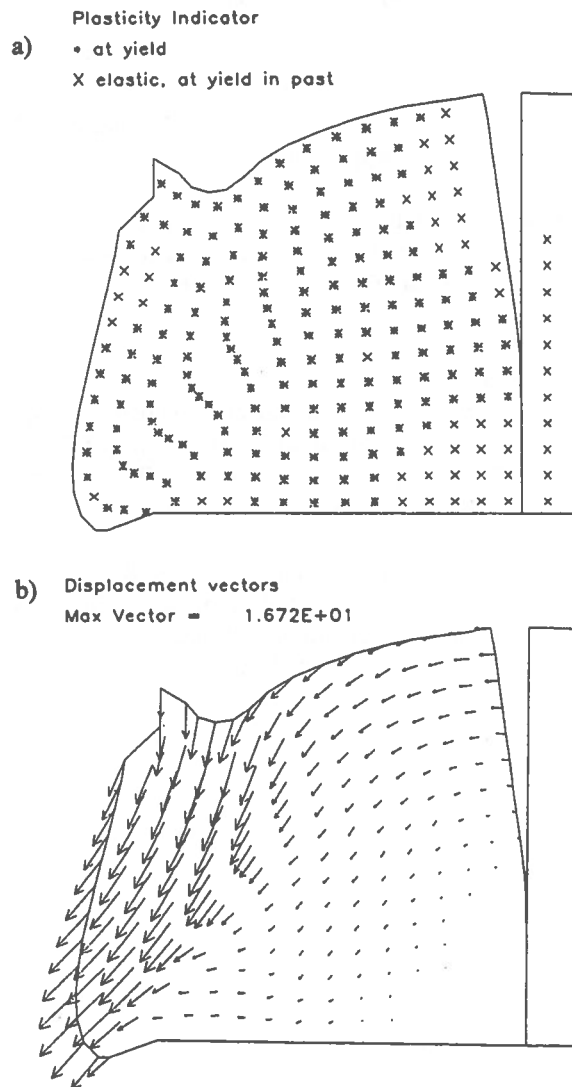 Plasticity Indicator
a) * at yield
X elastic, at yield in past
b) Displacement vectors
Max Vector = 1.672E+01